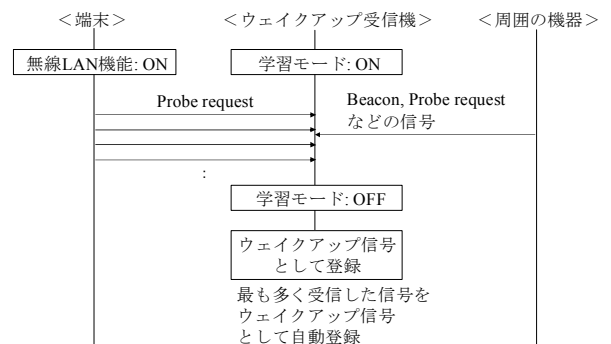 ＜端末＞
＜ウェイクアップ受信機＞
＜周囲の機器＞
無線LAN機能: ON
学習モード: ON
Probe request
Beacon, Probe request
などの信号
:
学習モード: OFF
ウェイクアップ信号
として登録
最も多く受信した信号を
ウェイクアップ信号
として自動登録